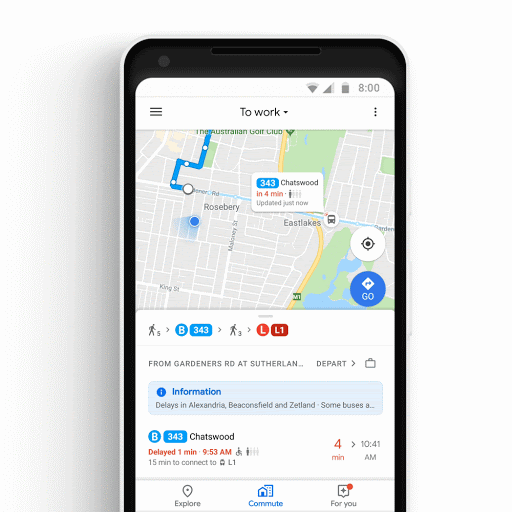 8:00
To work
The Australian Golf Club
343 Chatswood
in 4 min
Updated just now
Rosebery
Eastlakes
Maloney St
King St
A1
GO
5 > B 343 > 3 > L L1
FROM GARDENERS RD AT SUTHERLAN... DEPART
Information
Delays in Alexandria, Beaconsfield and Zetland · Some buses a...
B 343 Chatswood
Delayed 1 min · 9:53 AM
15 min to connect to L1
4 min > 10:41 AM
Explore
Commute
For you